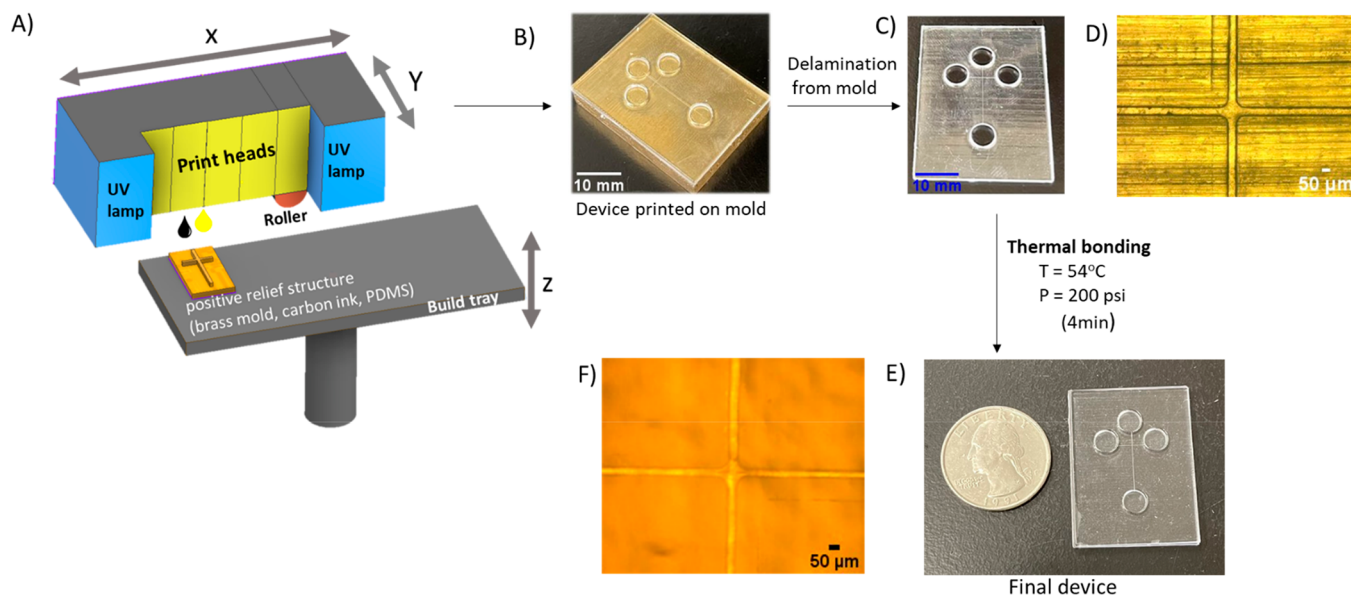 A)
X
Y
Print heads
UV
lamp
UV
lamp
Roller
positive relief structure
(brass mold, carbon ink, PDMS)
Build tray
Z
B)
10 mm
Device printed on mold
Delamination
from mold
C)
10 mm
D)
50 µm
Thermal bonding
T = 54°C
P = 200 psi
(4min)
F)
50 µm
E)
LIBERTY
Final device